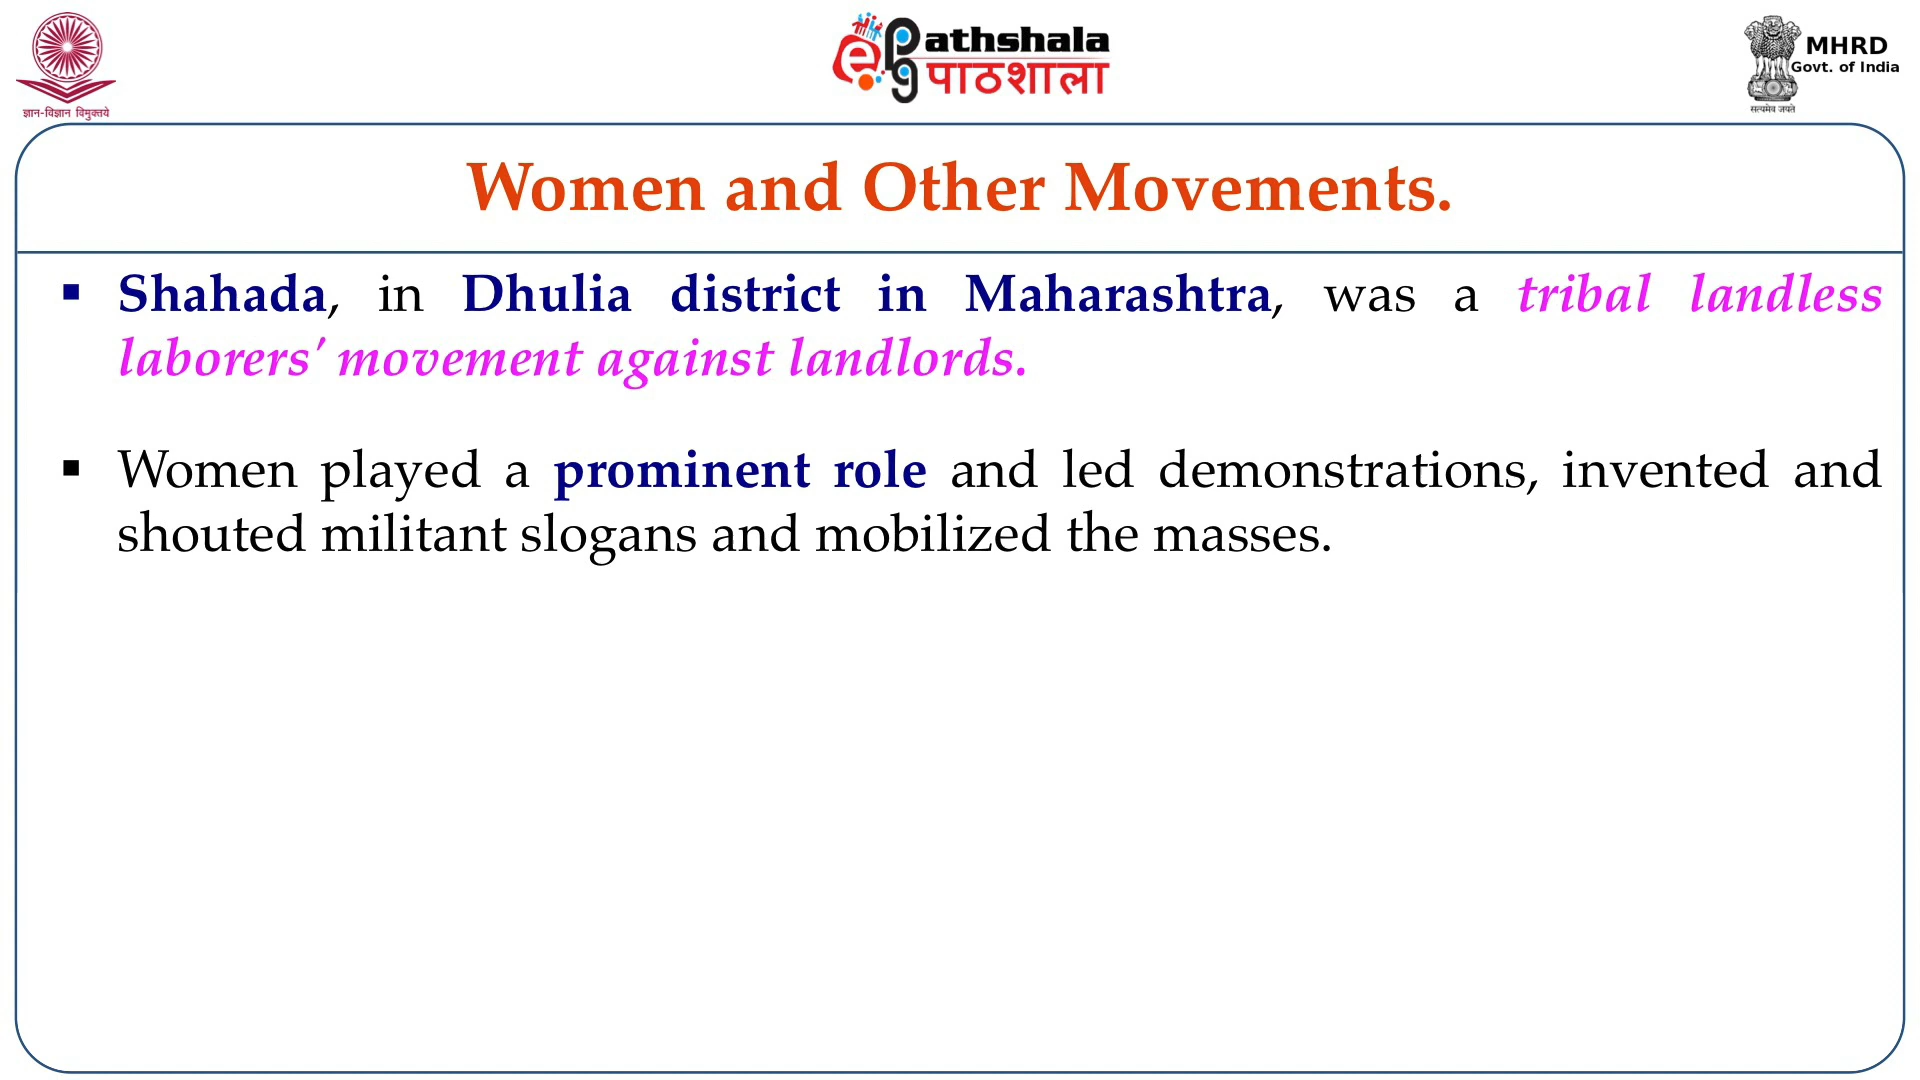 ज्ञान-विज्ञान विमुक्तये
e
pg
athshala
पाठशाला
MHRD
Govt. of India
सत्यमेव जयते
Women and Other Movements.
▪ Shahada, in Dhulia district in Maharashtra, was a tribal landless
laborers’ movement against landlords.
▪ Women played a prominent role and led demonstrations, invented and
shouted militant slogans and mobilized the masses.